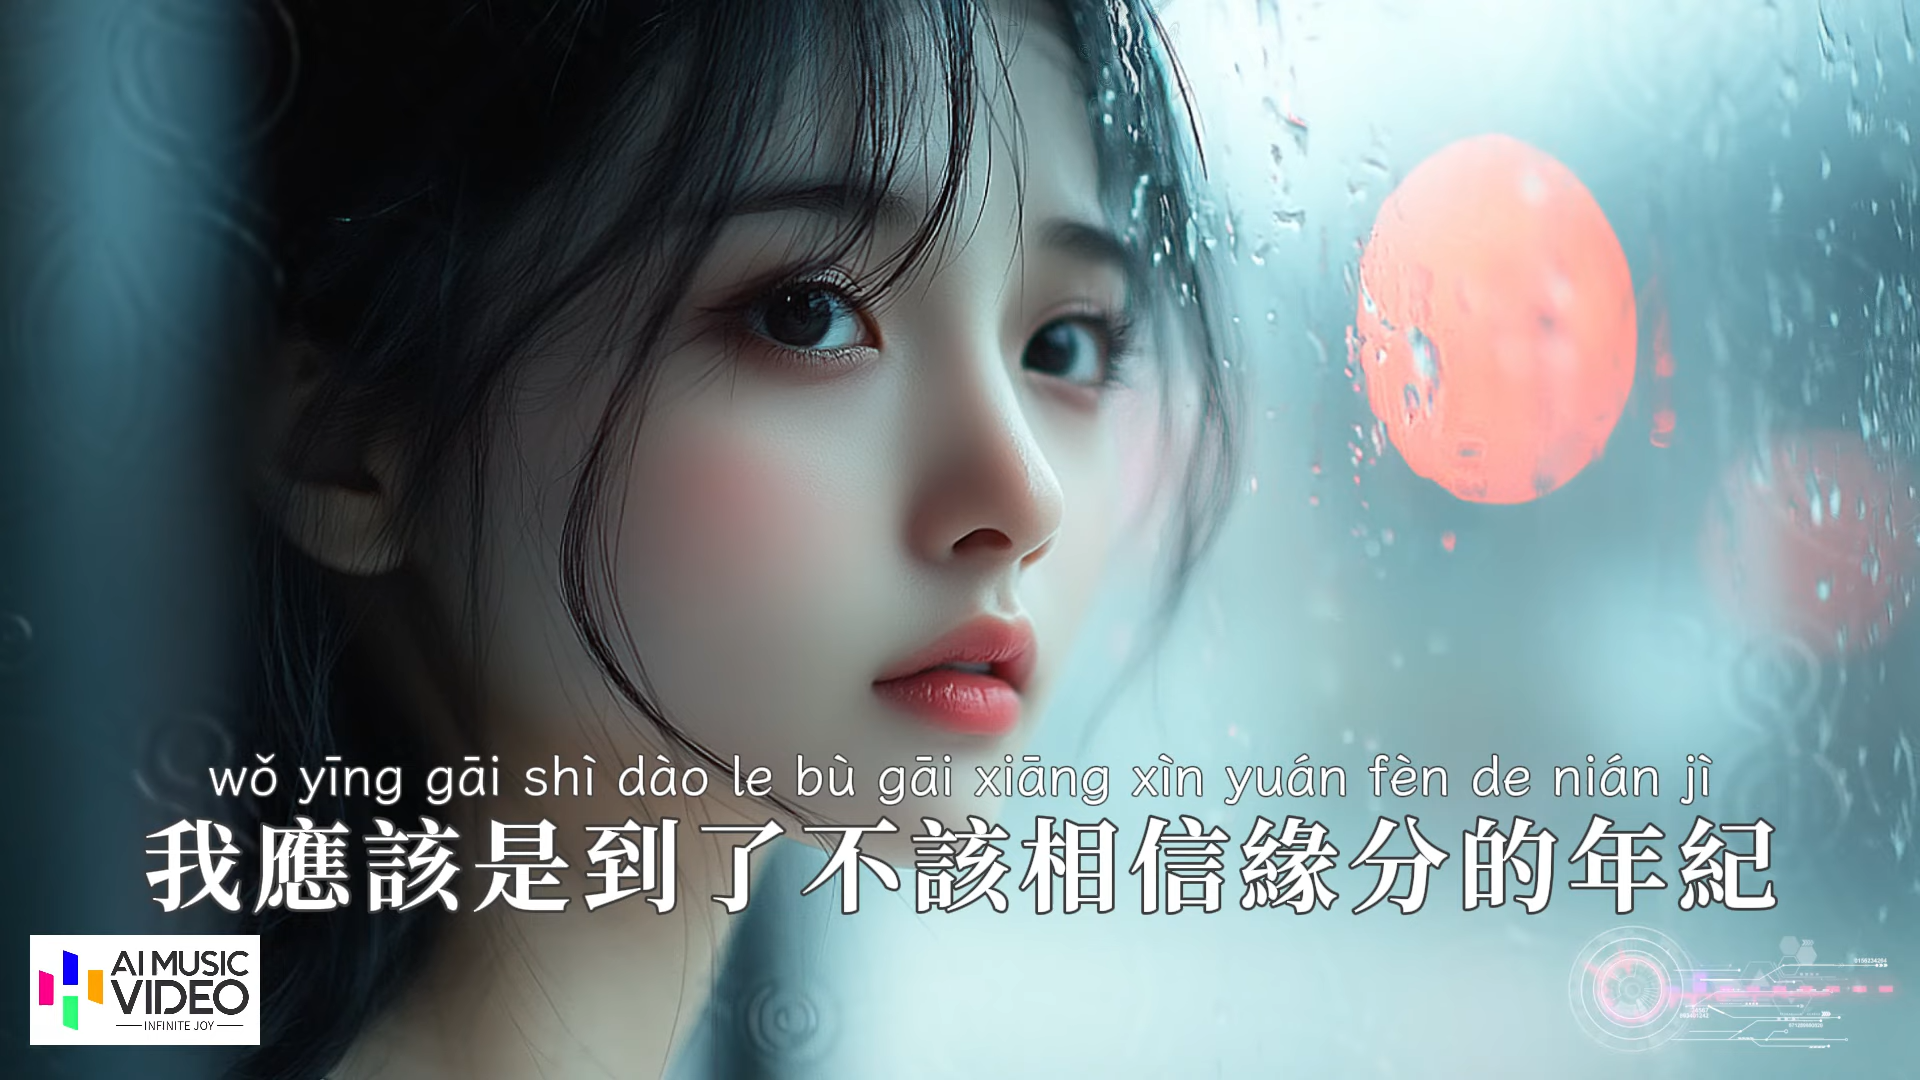 wǒ yīng gāi shì dào le bù gāi xiāng xìn yuán fèn de nián jì
我應該是到了不該相信緣分的年紀
AI MUSIC
VIDEO
INFINITE JOY